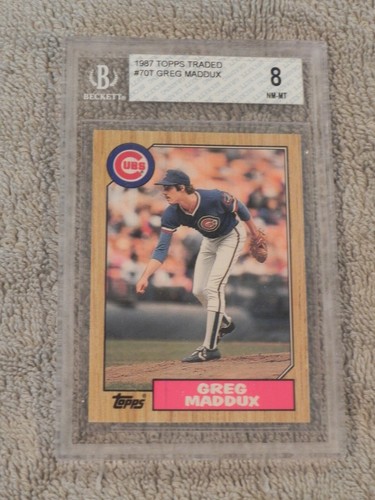 1987 TOPPS TRADED
#70T GREG MADDUX
BECKETT
8
NM-MT
CUBS
GREG
MADDUX
Topps